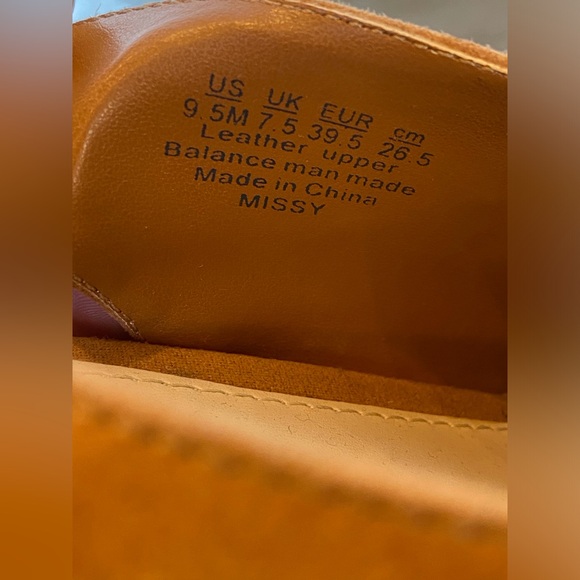 US UK EUR cm
9.5M 7.5 39.5 26.5
Leather upper
Balance man made
Made in China
MISSY